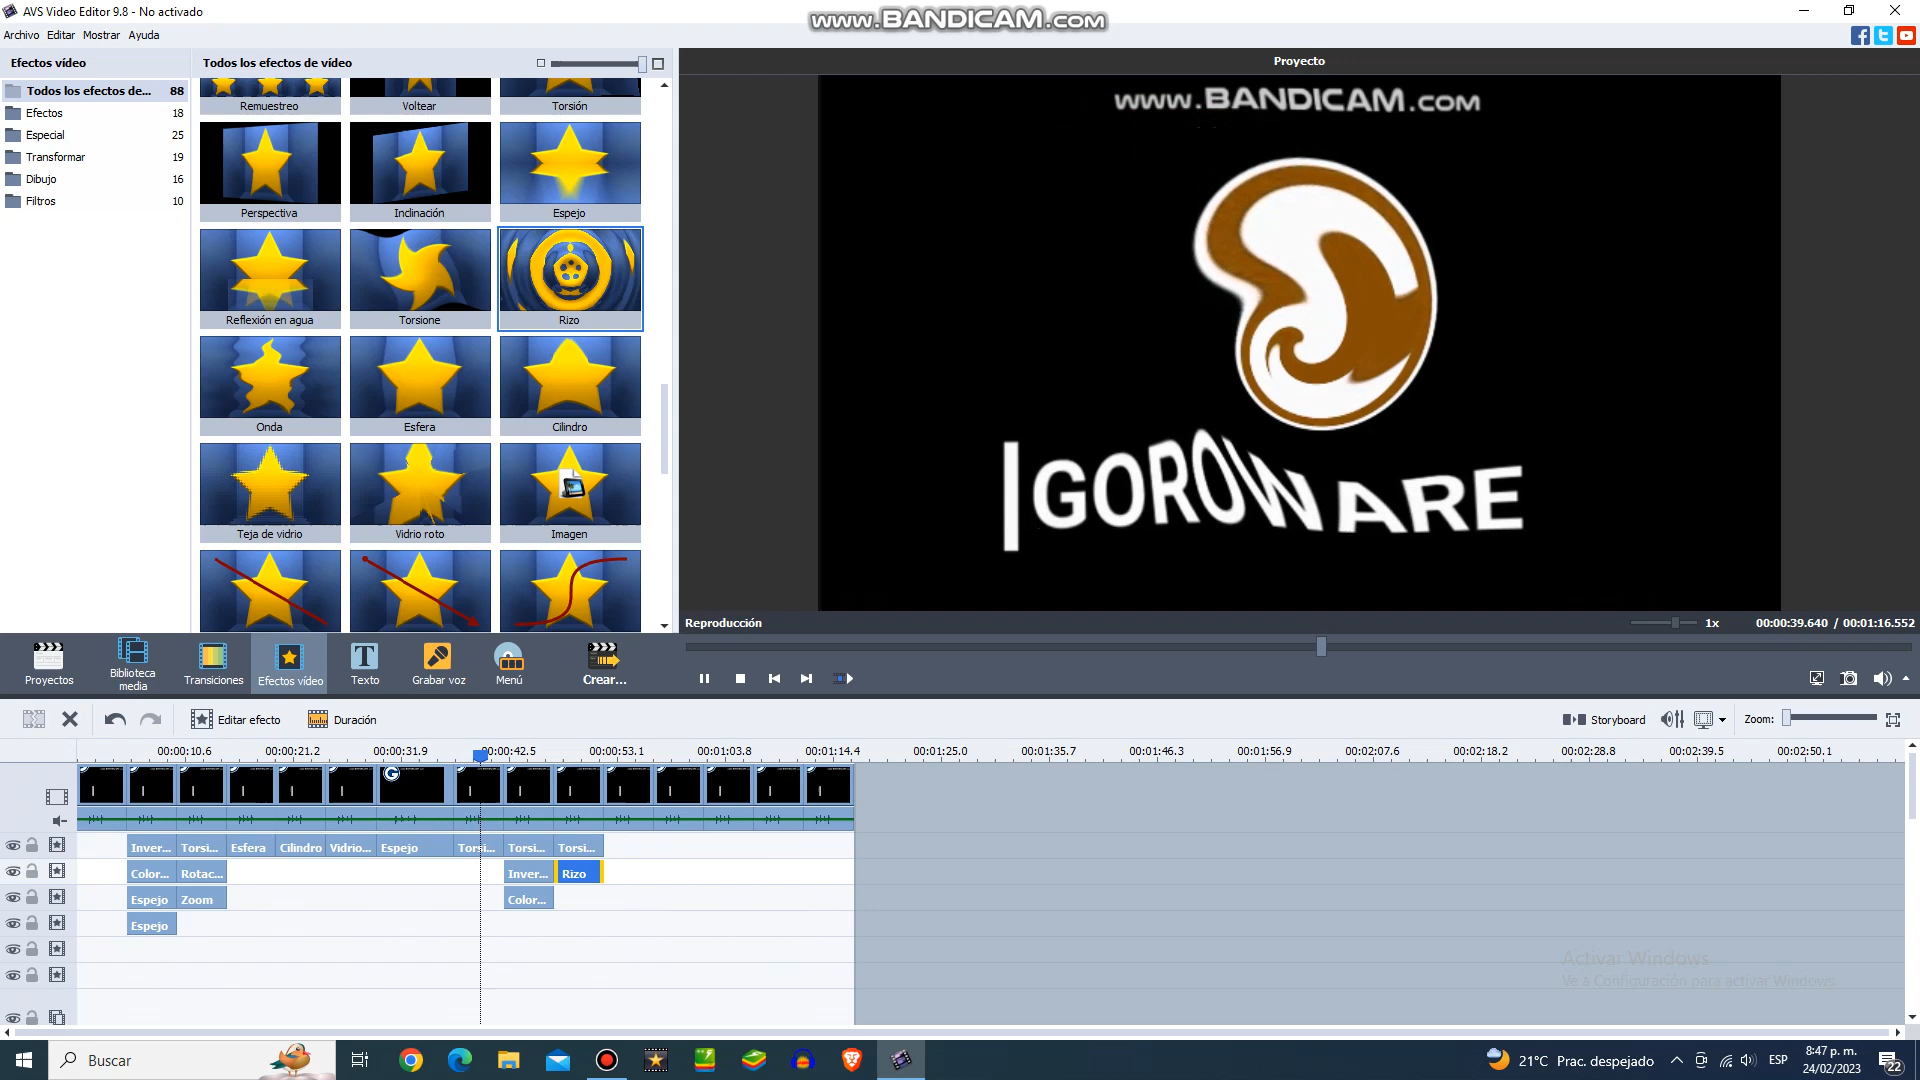 AVS Video Editor 9.8 - No activado
www.BANDICAM.com
Archivo Editar Mostrar Ayuda
Efectos vídeo
Todos los efectos de vídeo
Proyecto
Todos los efectos de... 88
Efectos 18
Especial 25
Transformar 19
Dibujo 16
Filtros 10
Remuestreo Voltear Torsión
Perspectiva Inclinación Espejo
Reflexión en agua Torsione Rizo
Onda Esfera Cilindro
Teja de vidrio Vidrio roto Imagen
www.BANDICAM.com
GOROWARE
Reproducción
1x
00:00:39.640 / 00:01:16.552
Proyectos
Biblioteca media
Transiciones
Efectos vídeo
Texto
Grabar voz
Menú
Crear...
Editar efecto
Duración
Storyboard
Zoom:
00:00:10.6 00:00:21.2 00:00:31.9 00:00:42.5 00:00:53.1 00:01:03.8 00:01:14.4 00:01:25.0 00:01:35.7 00:01:46.3 00:01:56.9 00:02:07.6 00:02:18.2 00:02:28.8 00:02:39.5 00:02:50.1
G
Inver... Torsi... Esfera Cilindro Vidrio... Espejo Torsi... Torsi... Torsi...
Color... Rotac... Inver... Rizo
Espejo Zoom Color...
Espejo
Activar Windows
Ve a Configuración para activar Windows.
Buscar
21°C Prac. despejado
ESP
8:47 p. m.
24/02/2023
22